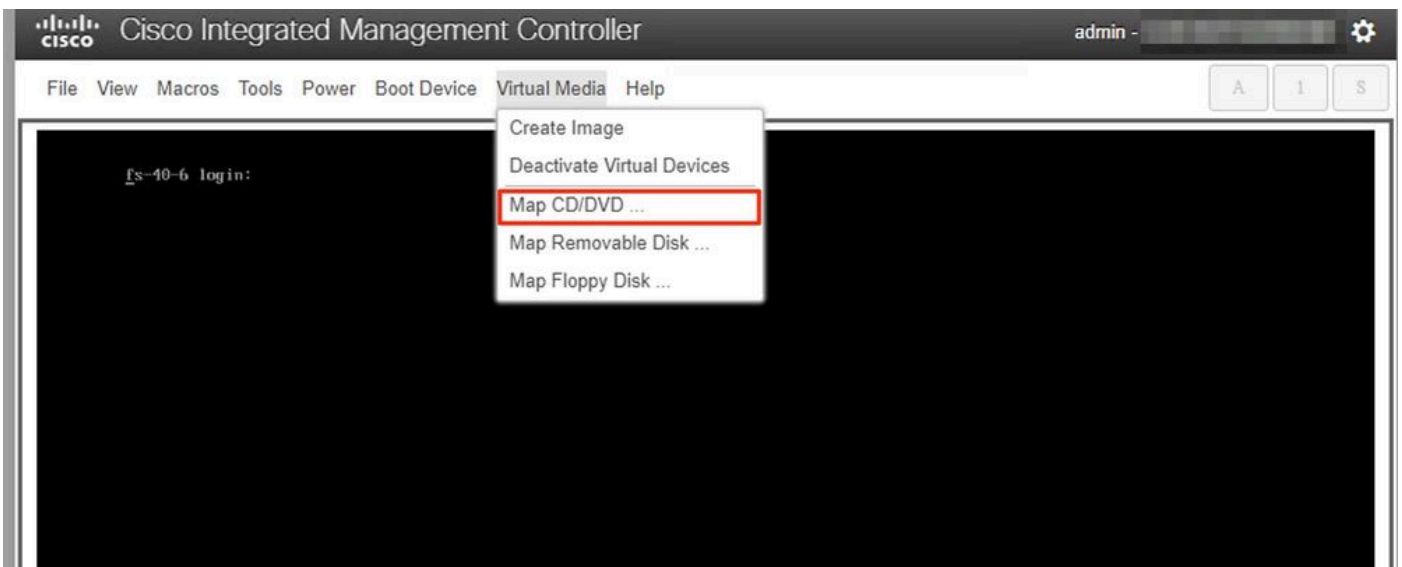 cisco Cisco Integrated Management Controller admin -
File View Macros Tools Power Boot Device Virtual Media Help A 1 S
Create Image
fs-40-6 login: Deactivate Virtual Devices
Map CD/DVD ...
Map Removable Disk ...
Map Floppy Disk ...